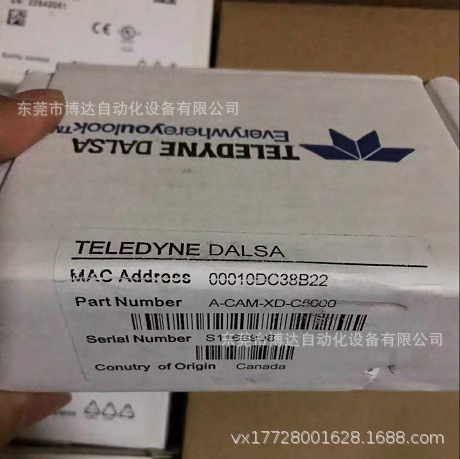 东莞市博达自动化设备有限公司
Everywhereyoulook™
TELEDYNE DALSA
TELEDYNE DALSA
MAC Address 00010DC38B22
Part Number A-CAM-XD-C5000
Serial Number
东莞市博达自动化设备有限公司
Conutry of Origin Canada
vx17728001628.1688.com